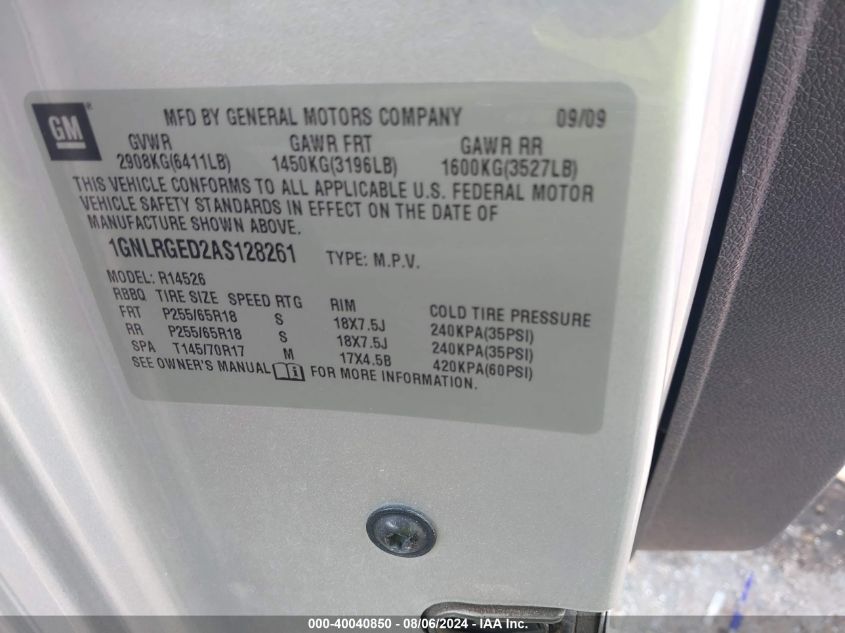 GM ®
MFD BY GENERAL MOTORS COMPANY 09/09
GVWR GAWR FRT GAWR RR
2908KG(6411LB) 1450KG(3196LB) 1600KG(3527LB)
THIS VEHICLE CONFORMS TO ALL APPLICABLE U.S. FEDERAL MOTOR
VEHICLE SAFETY STANDARDS IN EFFECT ON THE DATE OF
MANUFACTURE SHOWN ABOVE.
1GNLRGED2AS128261 TYPE: M.P.V.
MODEL: R14526
RBBQ TIRE SIZE SPEED RTG RIM COLD TIRE PRESSURE
FRT P255/65R18 S 18X7.5J 240KPA(35PSI)
RR P255/65R18 S 18X7.5J 240KPA(35PSI)
SPA T145/70R17 M 17X4.5B 420KPA(60PSI)
SEE OWNER'S MANUAL FOR MORE INFORMATION.
000-40040850 - 08/06/2024 - IAA Inc.